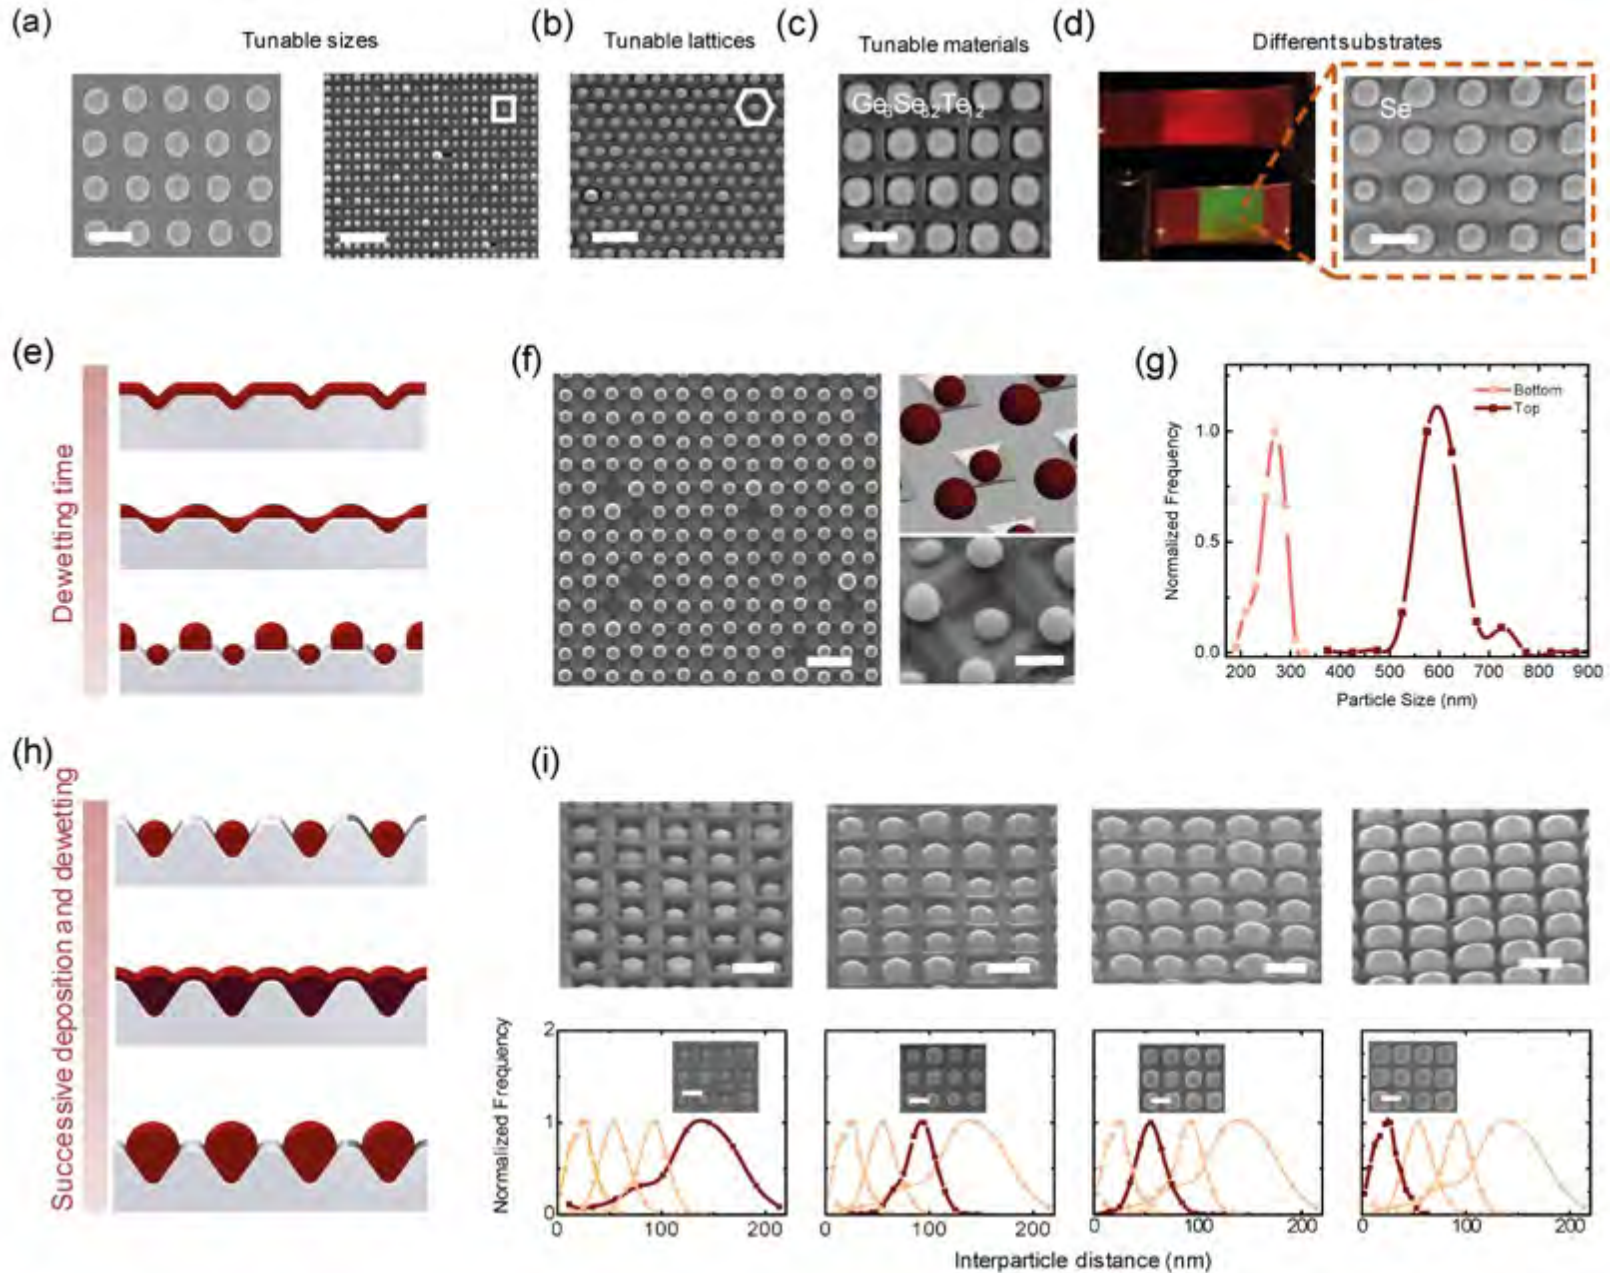 (a)
Tunable sizes
(b)
Tunable lattices
(c)
Tunable materials
Ge₆Se₈₂Te₁₂
(d)
Different substrates
Se
(e)
Dewetting time
(f)
(g)
Normalized Frequency
1.0
0.5
0.0
Bottom
Top
200 300 400 500 600 700 800 900
Particle Size (nm)
(h)
Successive deposition and dewetting
(i)
Normalized Frequency
2
1
0
0 100 200
0 100 200
0 100 200
0 100 200
Interparticle distance (nm)